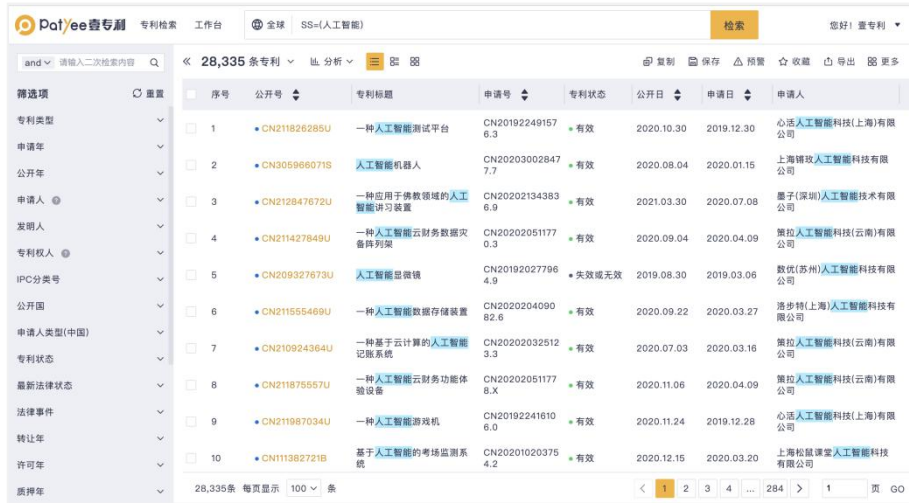 Patyee壹专利 专利检索 工作台 全球 SS=(人工智能) 检索 您好！壹专利
and 请输入二次检索内容
28,335 条专利 分析 复制 保存 预警 收藏 导出 更多
筛选项 重置
专利类型
申请年
公开年
申请人
发明人
专利权人
IPC分类号
公开国
申请人类型(中国)
专利状态
最新法律状态
法律事件
转让年
许可年
质押年
序号 公开号 专利标题 申请号 专利状态 公开日 申请日 申请人
1 CN211826285U 一种人工智能测试平台 CN20192249157 有效 2020.10.30 2019.12.30 心活人工智能科技(上海)有限
6.3 公司
2 CN305966071S 人工智能机器人 CN20203002847 有效 2020.08.04 2020.01.15 上海锵玫人工智能科技有限
7.7 公司
3 CN212847672U 一种应用于佛教领域的人工 CN20202134383 有效 2021.03.30 2020.07.08 墨子(深圳)人工智能技术有限
智能讲习装置 6.9 公司
4 CN211427849U 一种人工智能云财务数据灾 CN20202051177 有效 2020.09.04 2020.04.09 策拉人工智能科技(云南)有限
备阵列架 0.3 公司
5 CN209327673U 人工智能显微镜 CN20192027796 失效或无效 2019.08.30 2019.03.06 数优(苏州)人工智能科技有限
4.9 公司
6 CN211555469U 一种人工智能数据存储装置 CN2020204090 有效 2020.09.22 2020.03.27 洛步特(上海)人工智能科技有
82.6 限公司
7 CN210924364U 一种基于云计算的人工智能 CN20202032512 有效 2020.07.03 2020.03.16 策拉人工智能科技(云南)有限
记账系统 3.3 公司
8 CN211875557U 一种人工智能云财务功能体 CN20202051177 有效 2020.11.06 2020.04.09 策拉人工智能科技(云南)有限
验设备 8.X 公司
9 CN211987034U 一种人工智能游戏机 CN20192241610 有效 2020.11.24 2019.12.28 心活人工智能科技(上海)有限
6.0 公司
10 CN111382721B 基于人工智能的考场监测系 CN20201020375 有效 2020.12.15 2020.03.20 上海松鼠课堂人工智能科技
统 4.2 有限公司
28,335条 每页显示 100 条 1 2 3 4 ... 284 1 页 GO